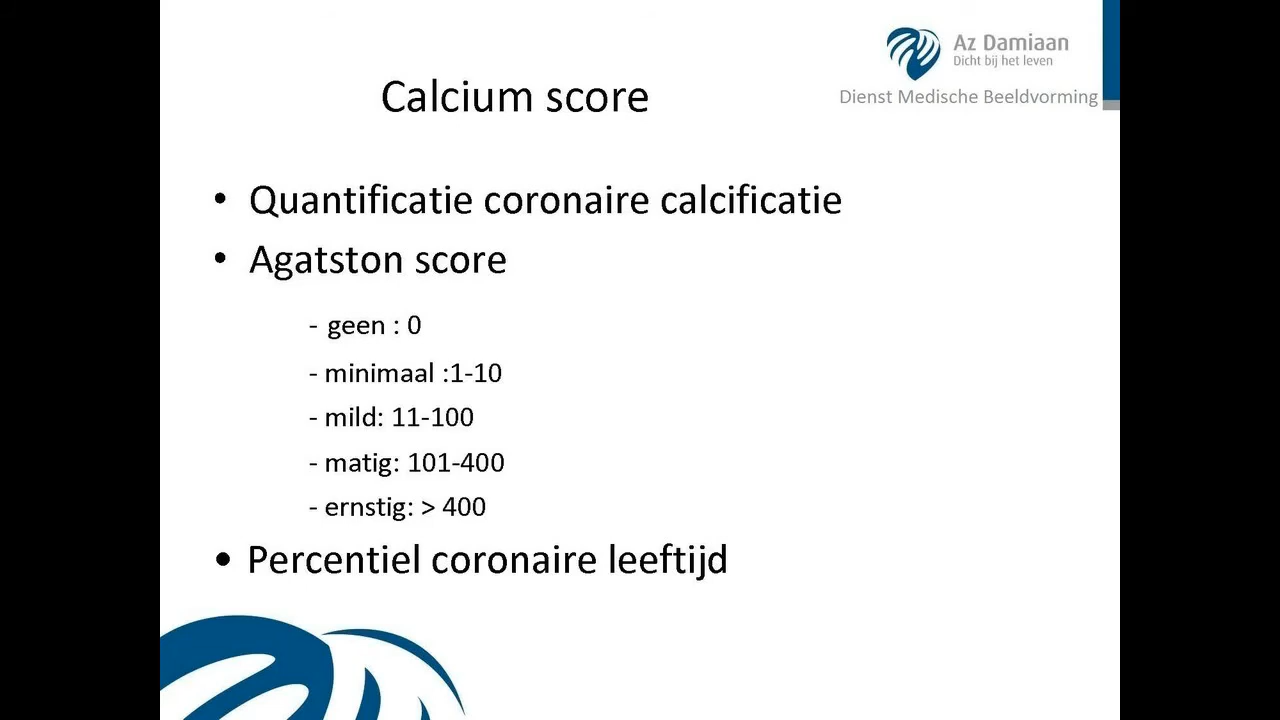 Az Damiaan
Dicht bij het leven
Dienst Medische Beeldvorming
Calcium score
• Quantificatie coronaire calcificatie
• Agatston score
- geen : 0
- minimaal :1-10
- mild: 11-100
- matig: 101-400
- ernstig: > 400
• Percentiel coronaire leeftijd